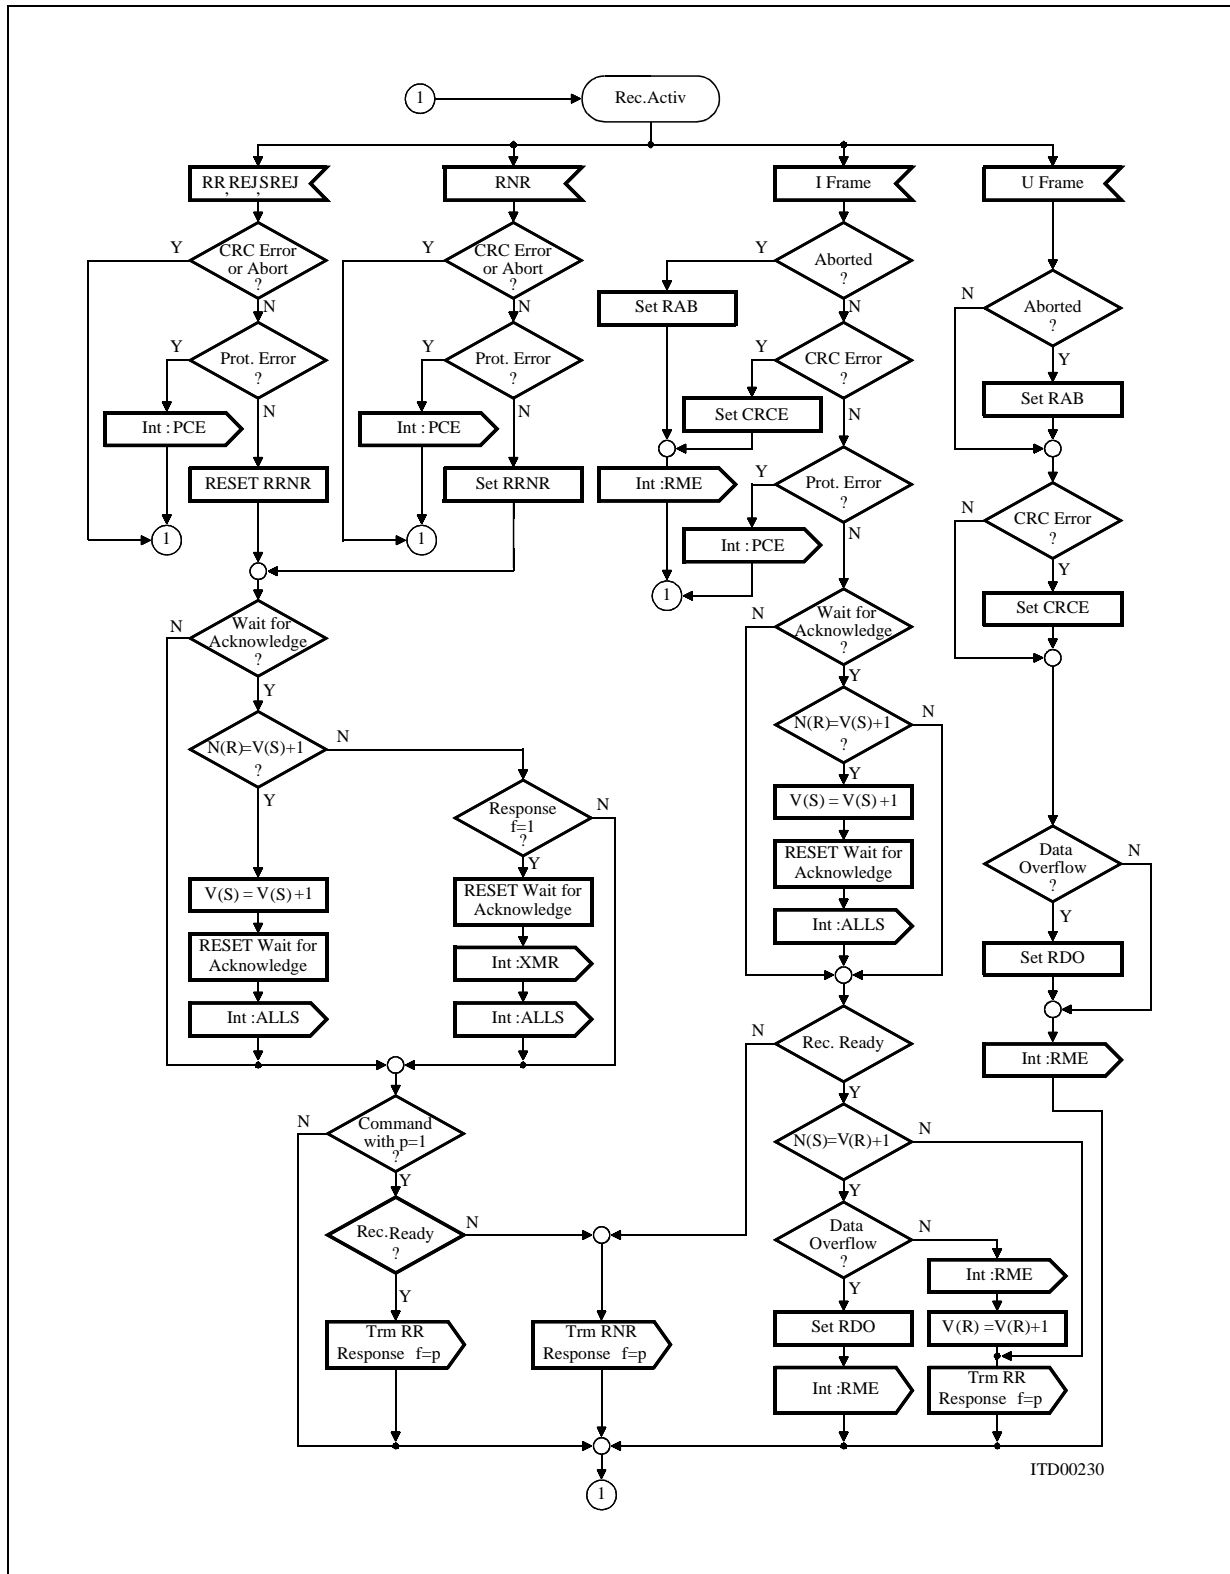 1
Rec.Activ
RR,REJ,SREJ
RNR
I Frame
U Frame
Y
CRC Error
or Abort
?
N
Y
CRC Error
or Abort
?
N
Y
Aborted
?
N
N
Aborted
?
Y
Set RAB
Y
Prot. Error
?
N
Y
Prot. Error
?
N
Y
CRC Error
?
N
Set RAB
Int : PCE
Int : PCE
Set CRCE
RESET RRNR
Set RRNR
Int :RME
Y
Prot. Error
?
N
N
CRC Error
?
Y
1
1
Int : PCE
1
Set CRCE
N
Wait for
Acknowledge
?
Y
N
Wait for
Acknowledge
?
Y
N(R)=V(S)+1
?
N
Y
N(R)=V(S)+1
?
N
Y
Response
f=1
?
N
Y
V(S) = V(S) +1
RESET Wait for
Acknowledge
Int :ALLS
Data
Overflow
?
N
Y
V(S) = V(S) +1
RESET Wait for
Acknowledge
Int :ALLS
RESET Wait for
Acknowledge
Int :XMR
Int :ALLS
Set RDO
Int :RME
N
Rec. Ready
Y
N
Command
with p=1
?
Y
N(S)=V(R)+1
N
Y
Rec.Ready
?
N
Y
Data
Overflow
?
N
Y
Int :RME
Trm RR
Response f=p
Trm RNR
Response f=p
Set RDO
V(R) =V(R)+1
Int :RME
Trm RR
Response f=p
1
ITD00230